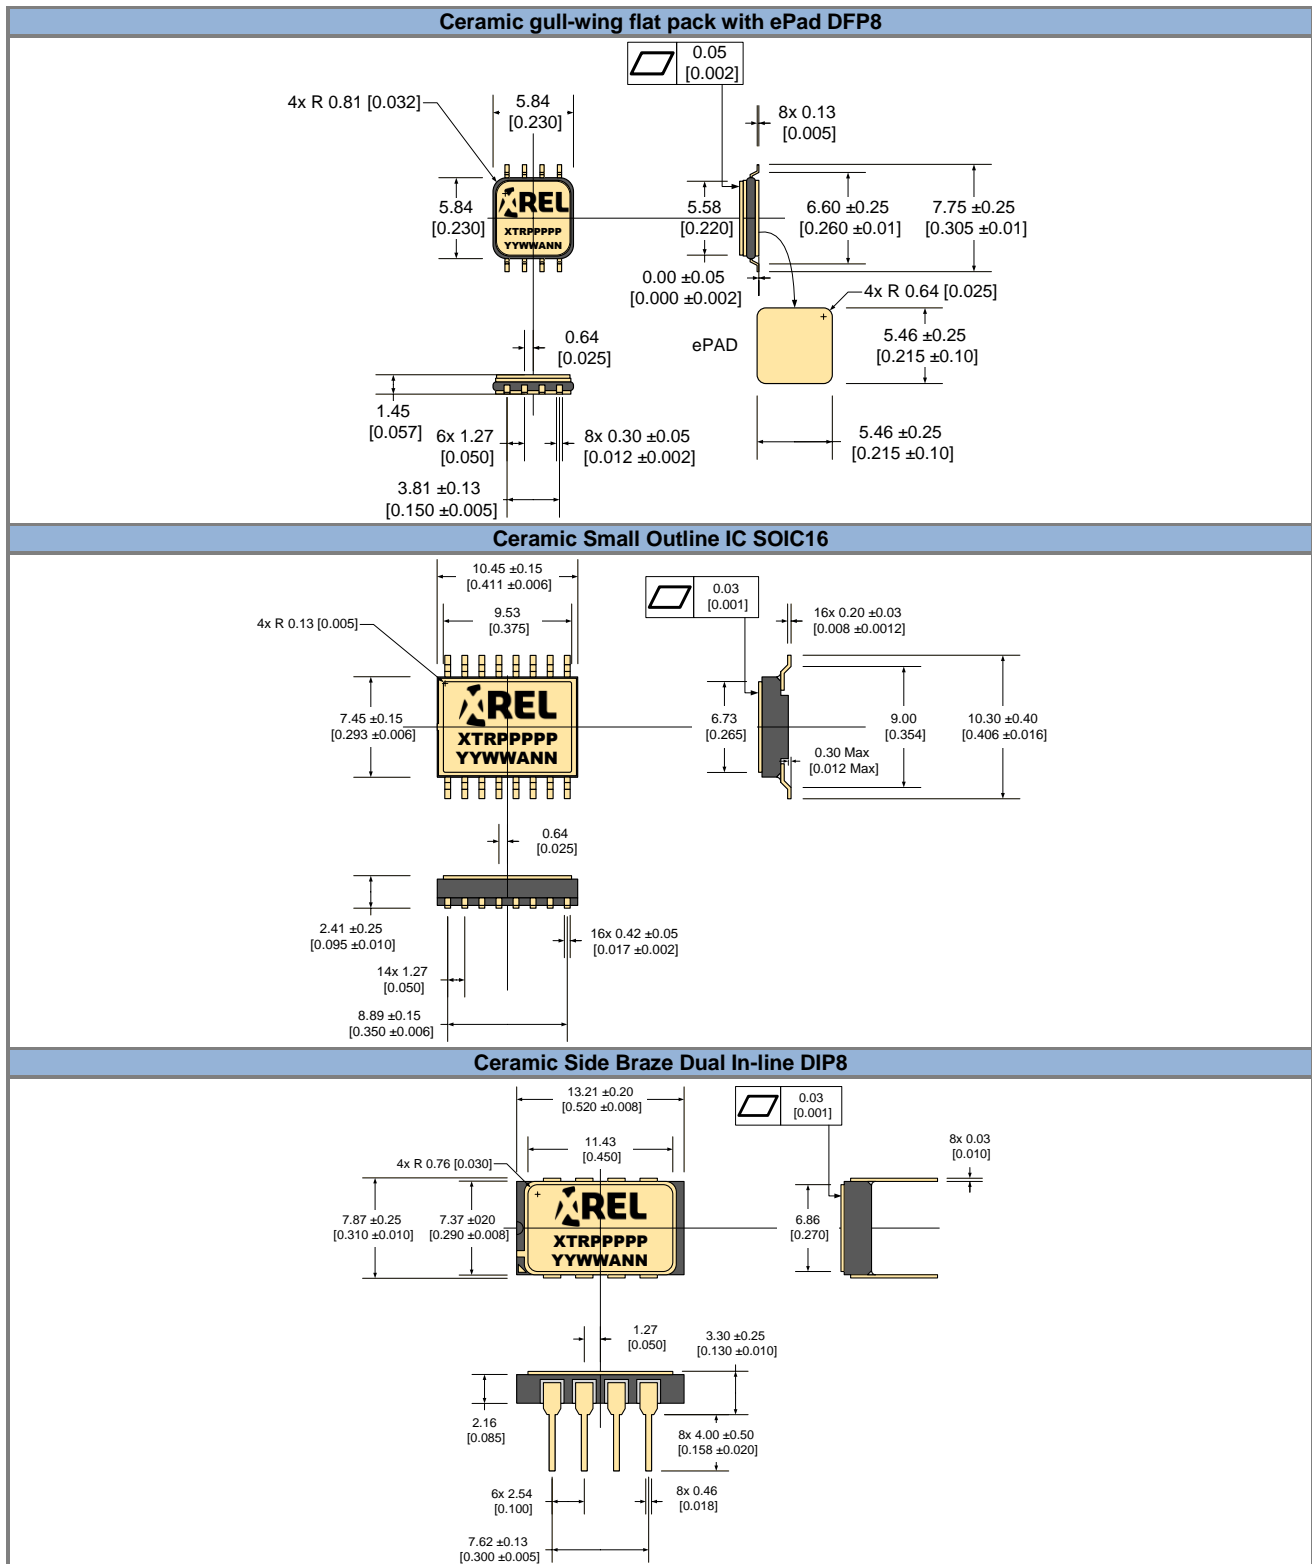 Ceramic gull-wing flat pack with ePad DFP8
0.05
[0.002]
4x R 0.81 [0.032]
5.84
[0.230]
8x 0.13
[0.005]
5.84
[0.230]
XREL
XTRPPPPP
YYWWANN
5.58
[0.220]
6.60 ±0.25
[0.260 ±0.01]
7.75 ±0.25
[0.305 ±0.01]
0.00 ±0.05
[0.000 ±0.002]
4x R 0.64 [0.025]
ePAD
5.46 ±0.25
[0.215 ±0.10]
0.64
[0.025]
1.45
[0.057]
6x 1.27
[0.050]
8x 0.30 ±0.05
[0.012 ±0.002]
5.46 ±0.25
[0.215 ±0.10]
3.81 ±0.13
[0.150 ±0.005]
Ceramic Small Outline IC SOIC16
10.45 ±0.15
[0.411 ±0.006]
0.03
[0.001]
9.53
[0.375]
16x 0.20 ±0.03
[0.008 ±0.0012]
4x R 0.13 [0.005]
7.45 ±0.15
[0.293 ±0.006]
XREL
XTRPPPPP
YYWWANN
6.73
[0.265]
9.00
[0.354]
10.30 ±0.40
[0.406 ±0.016]
0.30 Max
[0.012 Max]
0.64
[0.025]
2.41 ±0.25
[0.095 ±0.010]
16x 0.42 ±0.05
[0.017 ±0.002]
14x 1.27
[0.050]
8.89 ±0.15
[0.350 ±0.006]
Ceramic Side Braze Dual In-line DIP8
13.21 ±0.20
[0.520 ±0.008]
0.03
[0.001]
11.43
[0.450]
8x 0.03
[0.010]
4x R 0.76 [0.030]
7.87 ±0.25
[0.310 ±0.010]
7.37 ±020
[0.290 ±0.008]
XREL
XTRPPPPP
YYWWANN
6.86
[0.270]
1.27
[0.050]
3.30 ±0.25
[0.130 ±0.010]
2.16
[0.085]
8x 4.00 ±0.50
[0.158 ±0.020]
6x 2.54
[0.100]
8x 0.46
[0.018]
7.62 ±0.13
[0.300 ±0.005]